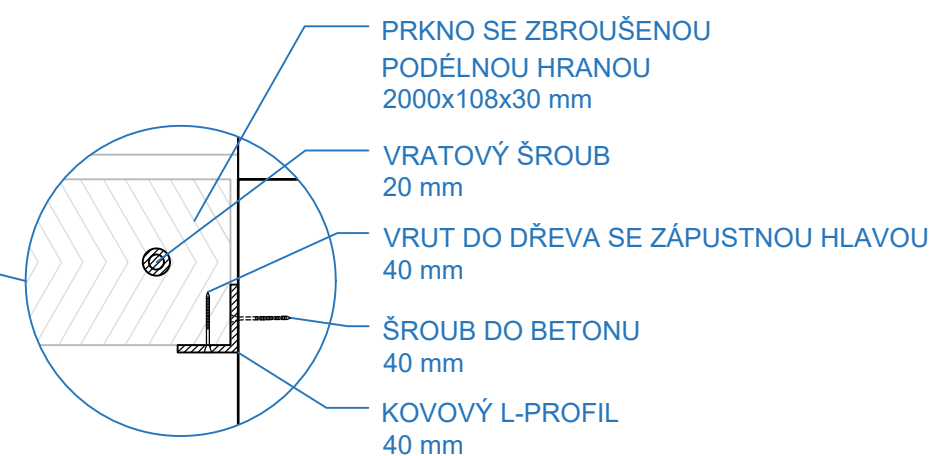 PRKNO SE ZBROUŠENOU
PODÉLNOU HRANOU
2000x108x30 mm
VRATOVÝ ŠROUB
20 mm
VRUT DO DŘEVA SE ZÁPUSTNOU HLAVOU
40 mm
ŠROUB DO BETONU
40 mm
KOVOVÝ L-PROFIL
40 mm